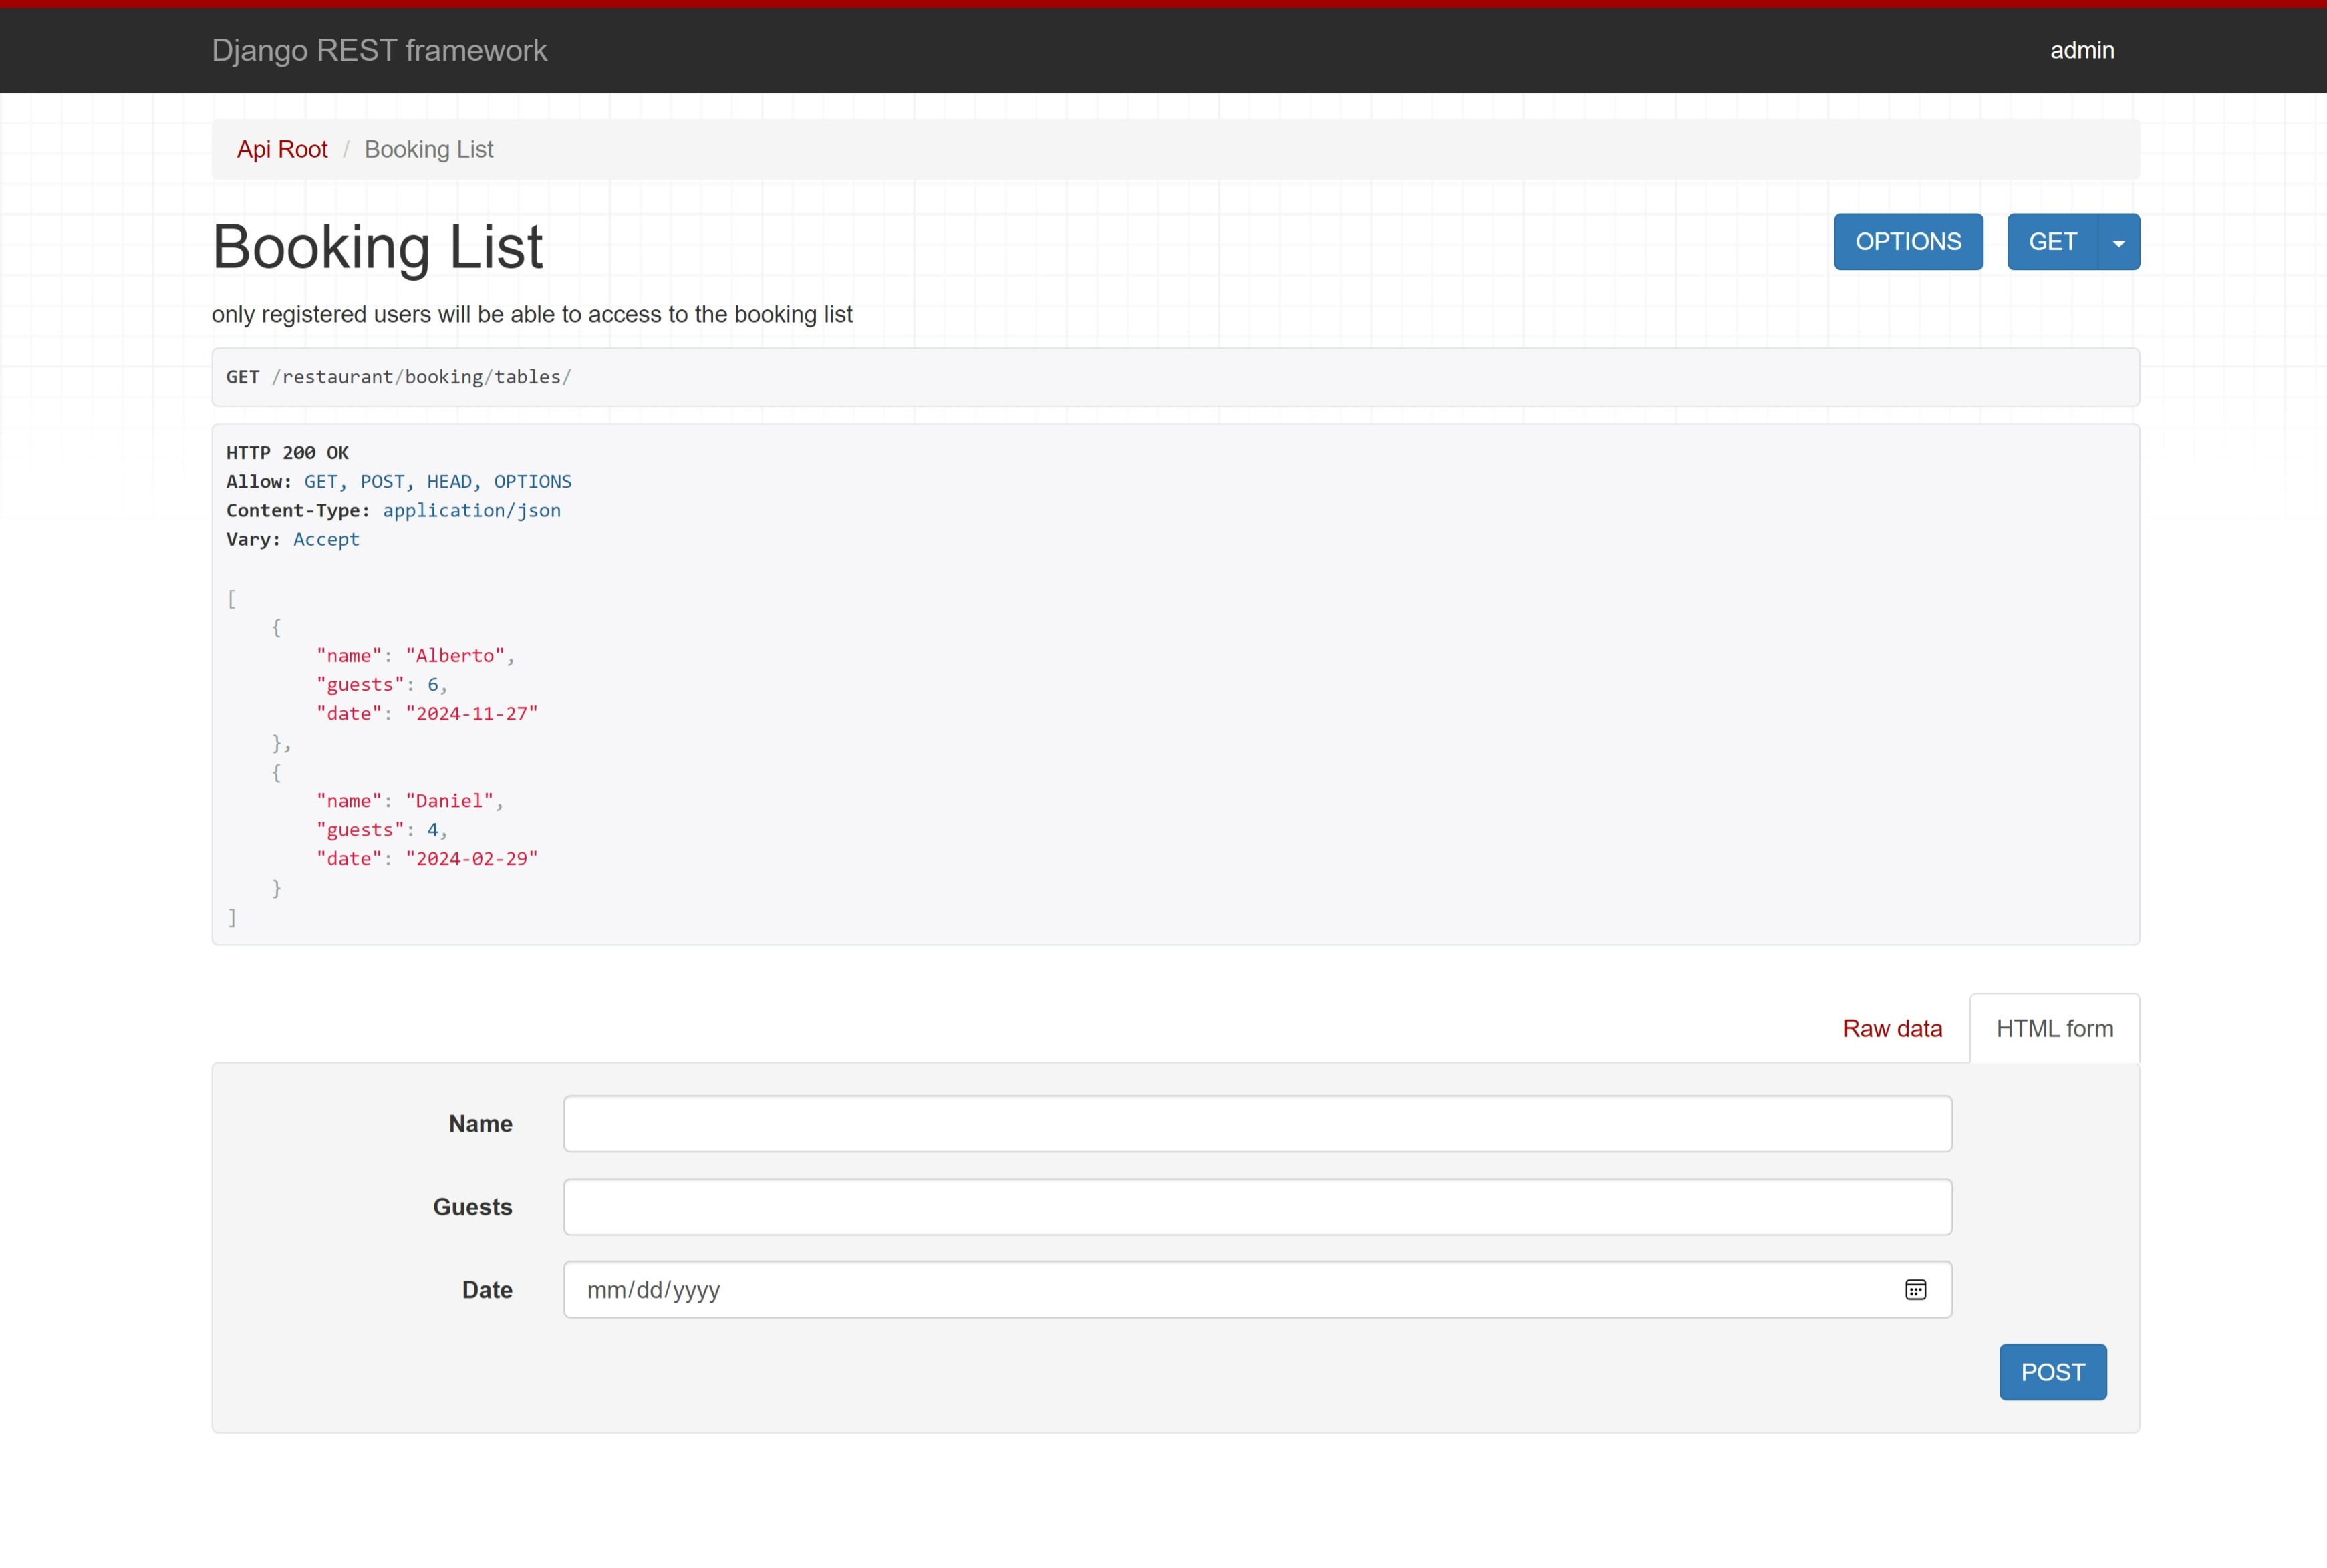 Django REST framework
admin
Api Root / Booking List
Booking List
OPTIONS
GET
only registered users will be able to access to the booking list
GET /restaurant/booking/tables/
HTTP 200 OK
Allow: GET, POST, HEAD, OPTIONS
Content-Type: application/json
Vary: Accept
[
    {
        "name": "Alberto",
        "guests": 6,
        "date": "2024-11-27"
    },
    {
        "name": "Daniel",
        "guests": 4,
        "date": "2024-02-29"
    }
]
Raw data
HTML form
Name
Guests
Date
mm/dd/yyyy
POST